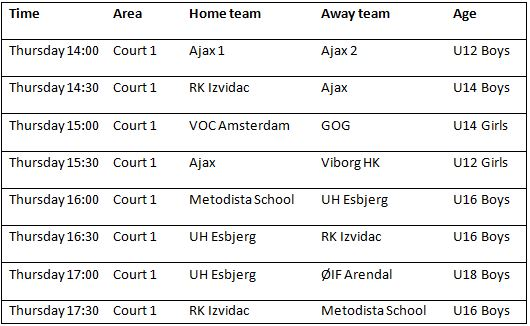 Time Area Home team Away team Age
Thursday 14:00 Court 1 Ajax 1 Ajax 2 U12 Boys
Thursday 14:30 Court 1 RK Izvidac Ajax U14 Boys
Thursday 15:00 Court 1 VOC Amsterdam GOG U14 Girls
Thursday 15:30 Court 1 Ajax Viborg HK U12 Girls
Thursday 16:00 Court 1 Metodista School UH Esbjerg U16 Boys
Thursday 16:30 Court 1 UH Esbjerg RK Izvidac U16 Boys
Thursday 17:00 Court 1 UH Esbjerg ØIF Arendal U18 Boys
Thursday 17:30 Court 1 RK Izvidac Metodista School U16 Boys